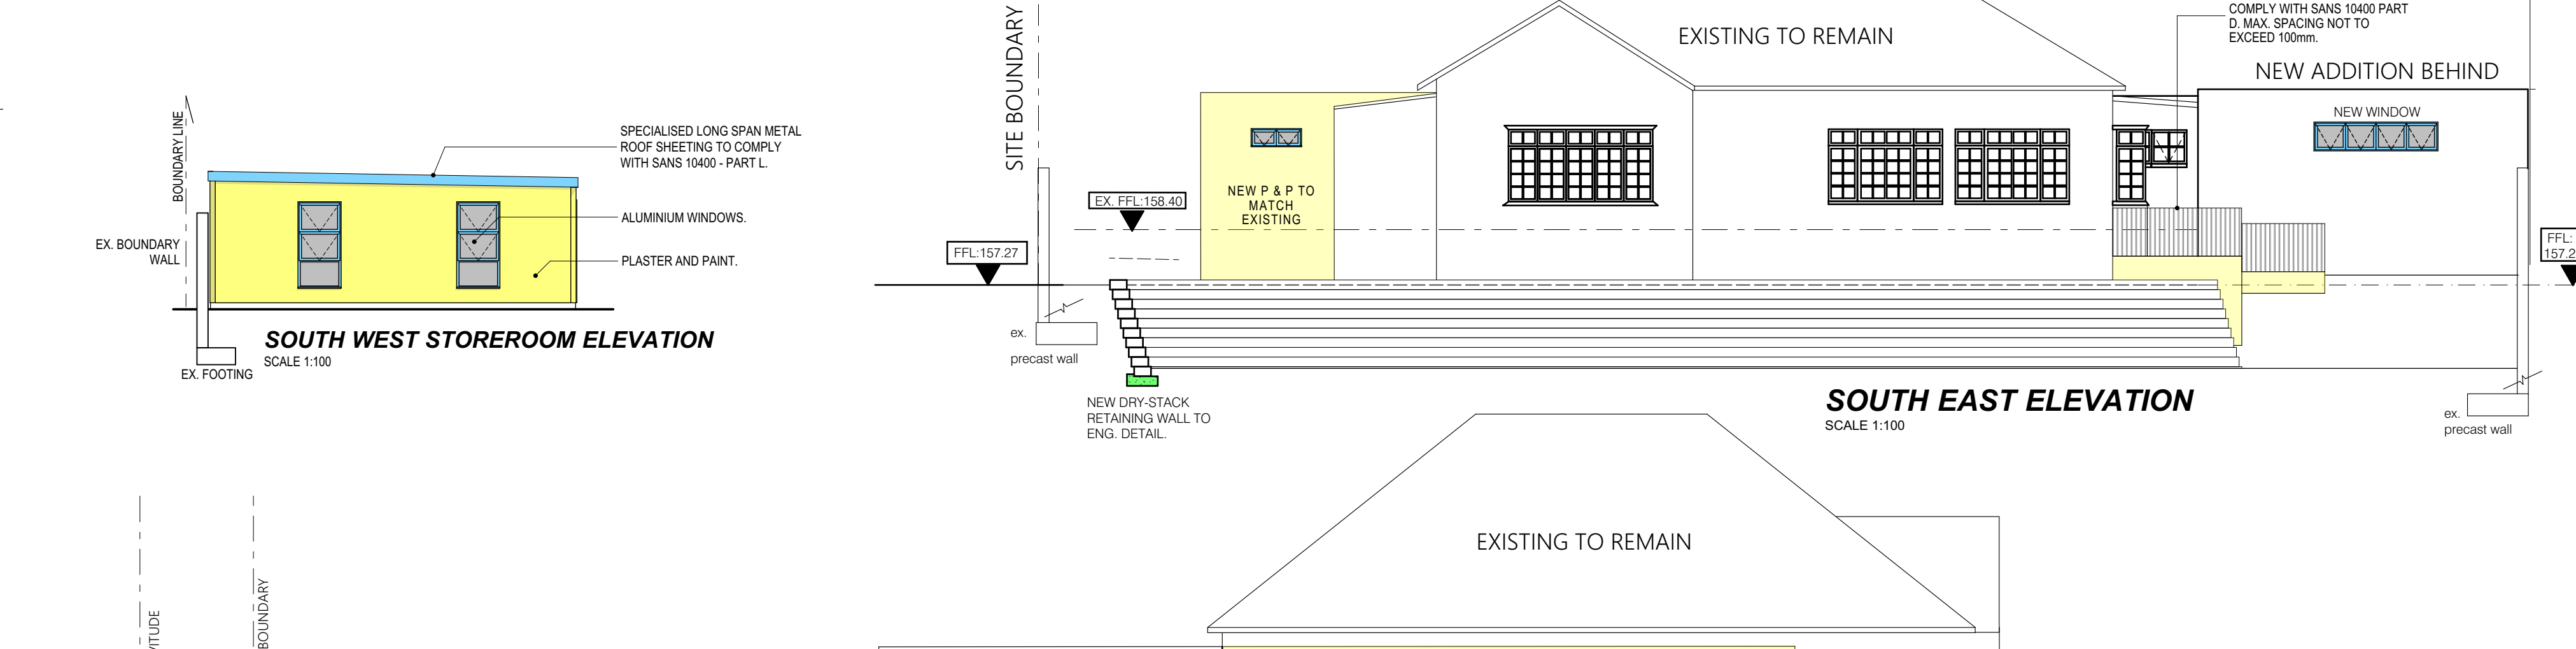 BOUNDARY LINE
SPECIALISED LONG SPAN METAL
ROOF SHEETING TO COMPLY
WITH SANS 10400 - PART L.
ALUMINIUM WINDOWS.
PLASTER AND PAINT.
EX. BOUNDARY
WALL
SOUTH WEST STOREROOM ELEVATION
SCALE 1:100
EX. FOOTING
SITE BOUNDARY
EXISTING TO REMAIN
COMPLY WITH SANS 10400 PART
D. MAX. SPACING NOT TO
EXCEED 100mm.
NEW ADDITION BEHIND
NEW WINDOW
NEW P & P TO
MATCH
EXISTING
EX. FFL:158.40
FFL:157.27
FFL:
157.2
ex.
precast wall
NEW DRY-STACK
RETAINING WALL TO
ENG. DETAIL.
SOUTH EAST ELEVATION
SCALE 1:100
ex.
precast wall
EXISTING TO REMAIN
VITUDE
BOUNDARY